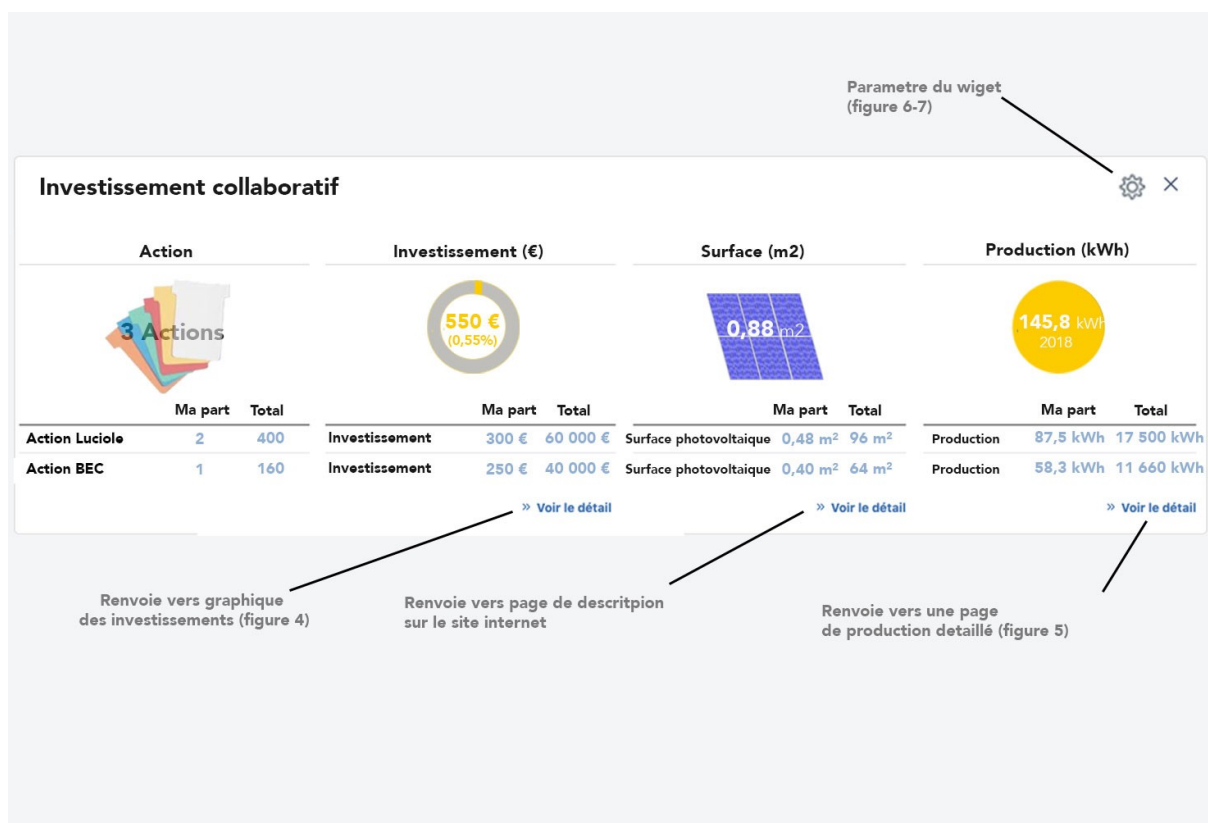 Parametre du wiget
(figure 6-7)
Investissement collaboratif
Action
Investissement (€)
Surface (m2)
Production (kWh)
3 Actions
550 €
(0,55%)
0,88 m2
145,8 kWh
2018
Ma part Total
Ma part Total
Ma part Total
Ma part Total
Action Luciole 2 400
Investissement 300 € 60 000 €
Surface photovoltaique 0,48 m² 96 m²
Production 87,5 kWh 17 500 kWh
Action BEC 1 160
Investissement 250 € 40 000 €
Surface photovoltaique 0,40 m² 64 m²
Production 58,3 kWh 11 660 kWh
» Voir le détail
» Voir le détail
» Voir le détail
Renvoie vers graphique
des investissements (figure 4)
Renvoie vers page de descritpion
sur le site internet
Renvoie vers une page
de production detaillé (figure 5)